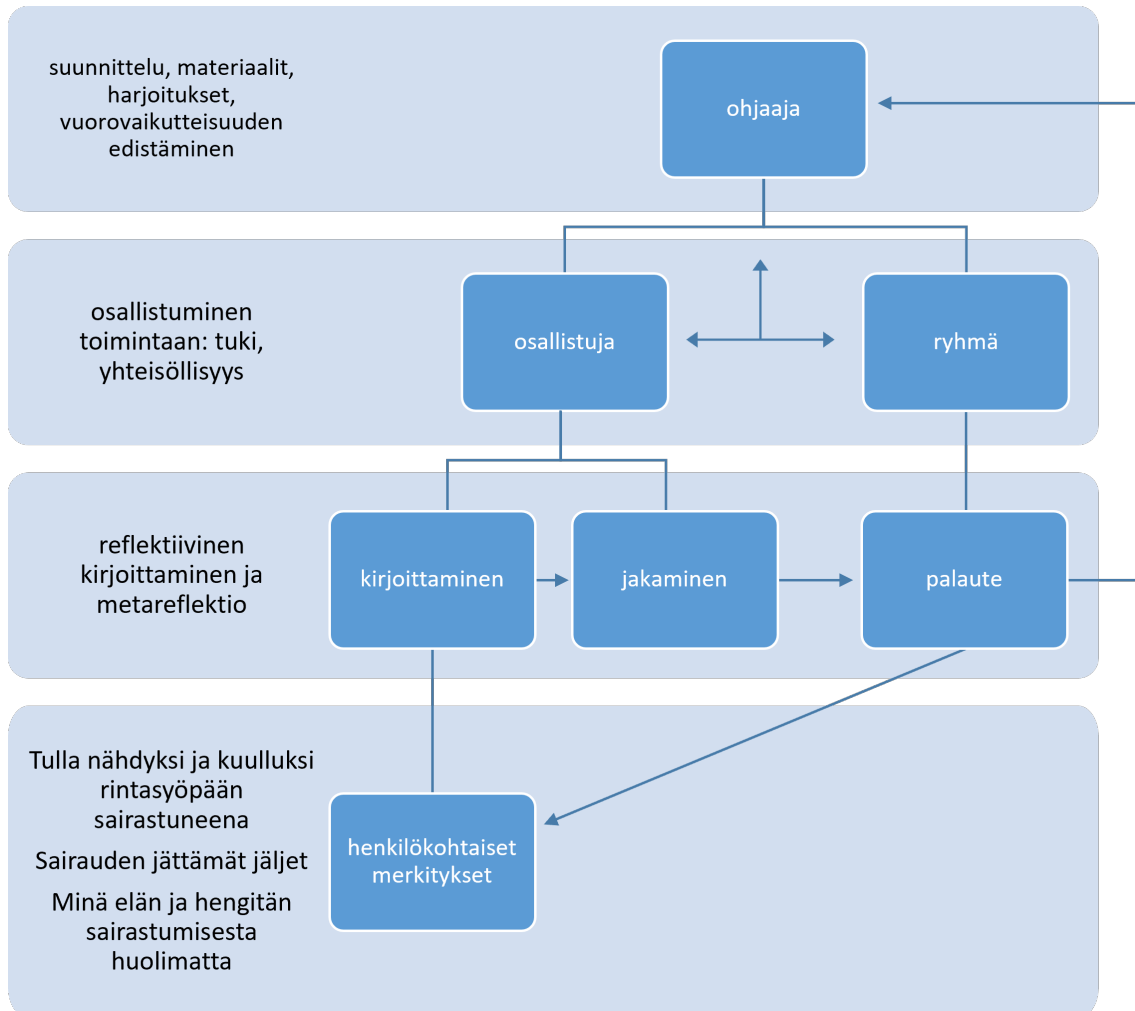 suunnittelu, materiaalit,
harjoitukset,
vuorovaikutteisuuden
edistäminen
ohjaaja
osallistuminen
toimintaan: tuki,
yhteisöllisyys
osallistuja
ryhmä
reflektiivinen
kirjoittaminen ja
metareflektio
kirjoittaminen
jakaminen
palaute
Tulla nähdyksi ja kuulluksi
rintasyöpään
sairastuneena
Sairauden jättämät jäljet
Minä elän ja hengitän
sairastumisesta
huolimatta
henkilökohtaiset
merkitykset